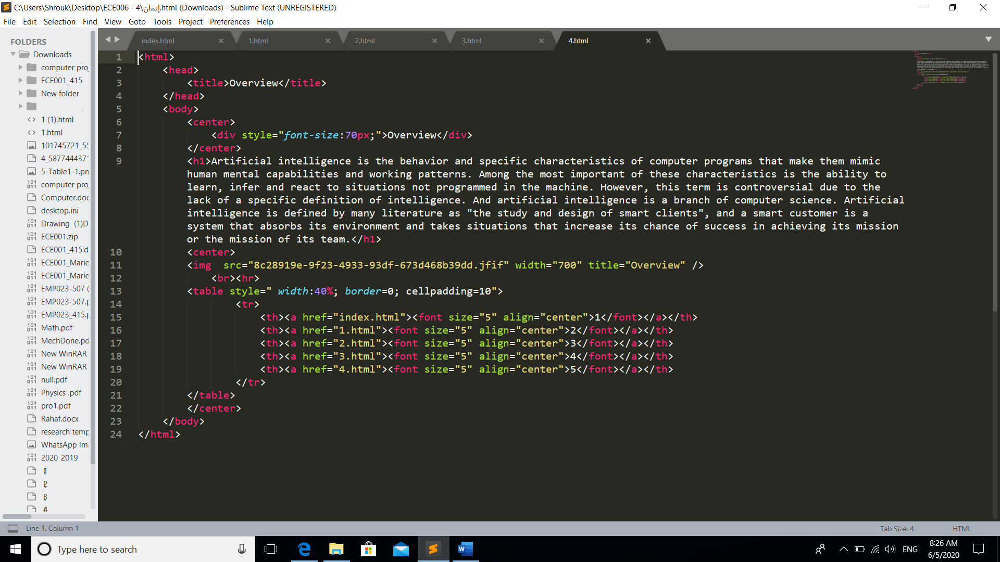 C:\Users\Shrouk\Desktop\ECE006 - إيمان\4.html (Downloads) - Sublime Text (UNREGISTERED)
File Edit Selection Find View Goto Tools Project Preferences Help
FOLDERS
Downloads
computer pro
ECE001_415
New folder
1 (1).html
1.html
101745721_55
4_5877444371
5-Table1-1.pn
computer pro
Computer.doc
desktop.ini
Drawing (1)D
ECE001.zip
ECE001_415.d
ECE001_Marie
ECE001_Marie
EMP023-507 (
EMP023-507.p
EMP023_415.p
Math.pdf
MechDone.pd
New WinRAR
New WinRAR
null.pdf
Physics .pdf
pro1.pdf
Rahaf.docx
research temp
WhatsApp Ima
2020 2019
index.html 1.html 2.html 3.html 4.html
1 <html>
2 <head>
3 <title>Overview</title>
4 </head>
5 <body>
6 <center>
7 <div style="font-size:70px;">Overview</div>
8 </center>
9 <h1>Artificial intelligence is the behavior and specific characteristics of computer programs that make them mimic
human mental capabilities and working patterns. Among the most important of these characteristics is the ability to
learn, infer and react to situations not programmed in the machine. However, this term is controversial due to the
lack of a specific definition of intelligence. And artificial intelligence is a branch of computer science. Artificial
intelligence is defined by many literature as "the study and design of smart clients", and a smart customer is a
system that absorbs its environment and takes situations that increase its chance of success in achieving its mission
or the mission of its team.</h1>
10 <center>
11 <img  src="8c28919e-9f23-4933-93df-673d468b39dd.jfif" width="700" title="Overview" />
12 <br><hr>
13 <table style=" width:40%; border=0; cellpadding=10">
14 <tr>
15 <th><a href="index.html"><font size="5" align="center">1</font></a></th>
16 <th><a href="1.html"><font size="5" align="center">2</font></a></th>
17 <th><a href="2.html"><font size="5" align="center">3</font></a></th>
18 <th><a href="3.html"><font size="5" align="center">4</font></a></th>
19 <th><a href="4.html"><font size="5" align="center">5</font></a></th>
20 </tr>
21 </table>
22 </center>
23 </body>
24 </html>
Line 1, Column 1
Tab Size: 4 HTML
Type here to search
ENG
8:26 AM
6/5/2020